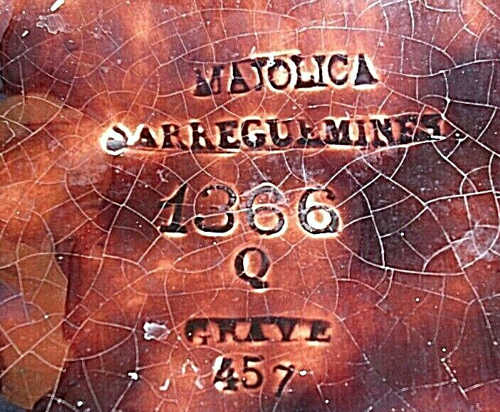 MAJOLICA
SARREGUEMINES
1366
Q
GRAVE
457